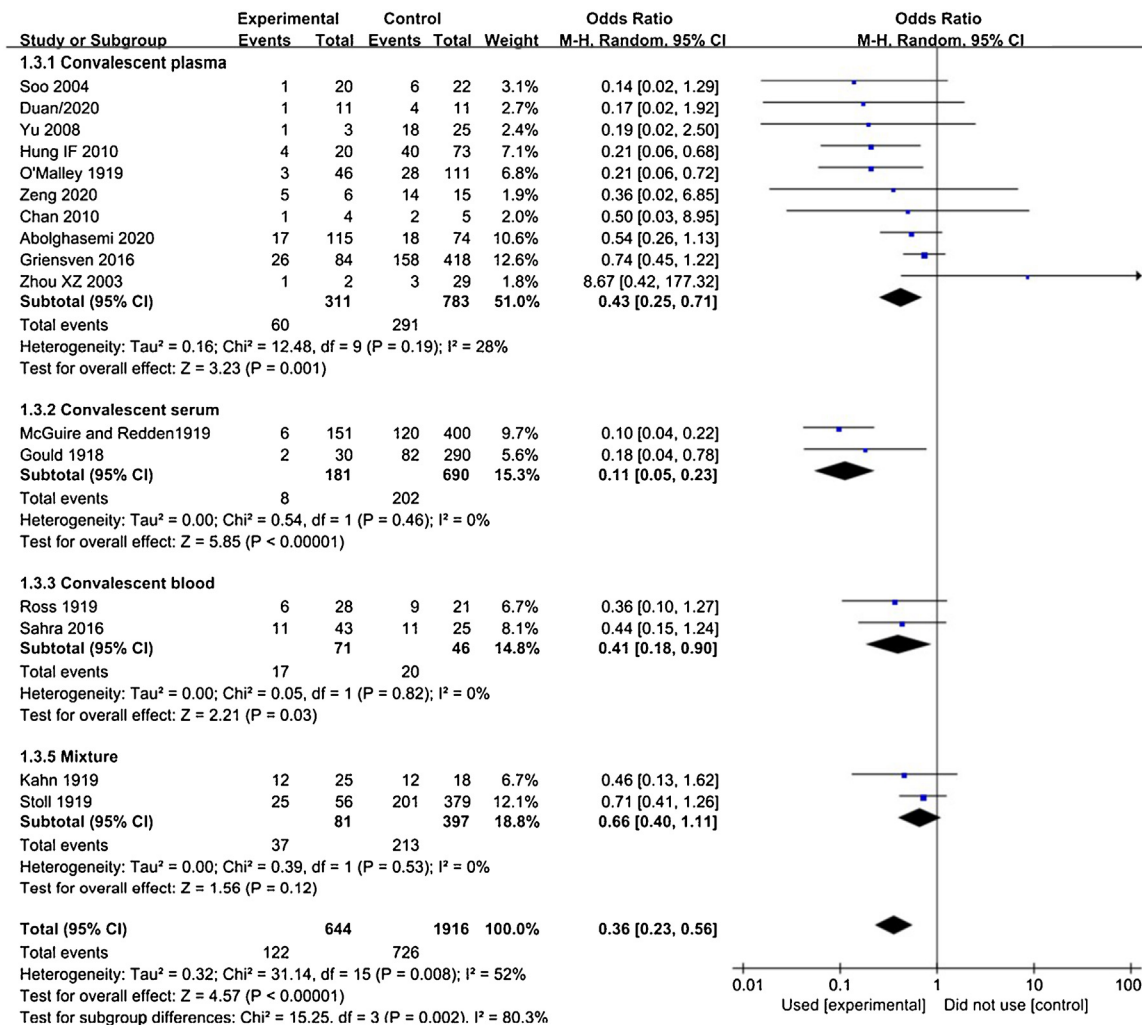 Experimental Control Odds Ratio Odds Ratio
Study or Subgroup Events Total Events Total Weight M-H, Random, 95% CI M-H, Random, 95% CI
1.3.1 Convalescent plasma
Soo 2004 1 20 6 22 3.1% 0.14 [0.02, 1.29]
Duan/2020 1 11 4 11 2.7% 0.17 [0.02, 1.92]
Yu 2008 1 3 18 25 2.4% 0.19 [0.02, 2.50]
Hung IF 2010 4 20 40 73 7.1% 0.21 [0.06, 0.68]
O'Malley 1919 3 46 28 111 6.8% 0.21 [0.06, 0.72]
Zeng 2020 5 6 14 15 1.9% 0.36 [0.02, 6.85]
Chan 2010 1 4 2 5 2.0% 0.50 [0.03, 8.95]
Abolghasemi 2020 17 115 18 74 10.6% 0.54 [0.26, 1.13]
Griensven 2016 26 84 158 418 12.6% 0.74 [0.45, 1.22]
Zhou XZ 2003 1 2 3 29 1.8% 8.67 [0.42, 177.32]
Subtotal (95% CI) 311 783 51.0% 0.43 [0.25, 0.71]
Total events 60 291
Heterogeneity: Tau² = 0.16; Chi² = 12.48, df = 9 (P = 0.19); I² = 28%
Test for overall effect: Z = 3.23 (P = 0.001)
1.3.2 Convalescent serum
McGuire and Redden1919 6 151 120 400 9.7% 0.10 [0.04, 0.22]
Gould 1918 2 30 82 290 5.6% 0.18 [0.04, 0.78]
Subtotal (95% CI) 181 690 15.3% 0.11 [0.05, 0.23]
Total events 8 202
Heterogeneity: Tau² = 0.00; Chi² = 0.54, df = 1 (P = 0.46); I² = 0%
Test for overall effect: Z = 5.85 (P < 0.00001)
1.3.3 Convalescent blood
Ross 1919 6 28 9 21 6.7% 0.36 [0.10, 1.27]
Sahra 2016 11 43 11 25 8.1% 0.44 [0.15, 1.24]
Subtotal (95% CI) 71 46 14.8% 0.41 [0.18, 0.90]
Total events 17 20
Heterogeneity: Tau² = 0.00; Chi² = 0.05, df = 1 (P = 0.82); I² = 0%
Test for overall effect: Z = 2.21 (P = 0.03)
1.3.5 Mixture
Kahn 1919 12 25 12 18 6.7% 0.46 [0.13, 1.62]
Stoll 1919 25 56 201 379 12.1% 0.71 [0.41, 1.26]
Subtotal (95% CI) 81 397 18.8% 0.66 [0.40, 1.11]
Total events 37 213
Heterogeneity: Tau² = 0.00; Chi² = 0.39, df = 1 (P = 0.53); I² = 0%
Test for overall effect: Z = 1.56 (P = 0.12)
Total (95% CI) 644 1916 100.0% 0.36 [0.23, 0.56]
Total events 122 726
Heterogeneity: Tau² = 0.32; Chi² = 31.14, df = 15 (P = 0.008); I² = 52%
Test for overall effect: Z = 4.57 (P < 0.00001)
Test for subgroup differences: Chi² = 15.25, df = 3 (P = 0.002), I² = 80.3%
0.01 0.1 1 10 100
Used [experimental] Did not use [control]